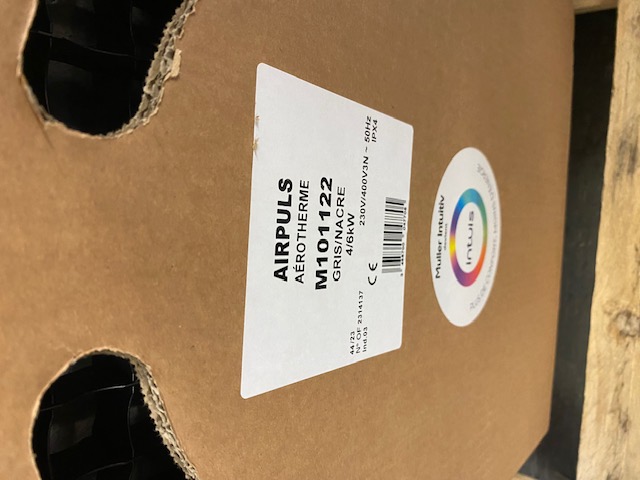 AIRPULS
AÉROTHERME
M101122
GRIS/NACRE
4/6kW
230V/400V3N ~ 50Hz
IPX4
CE
44/23
N° OF 2314137
Ind.03
Muller Intuitiv
intuis